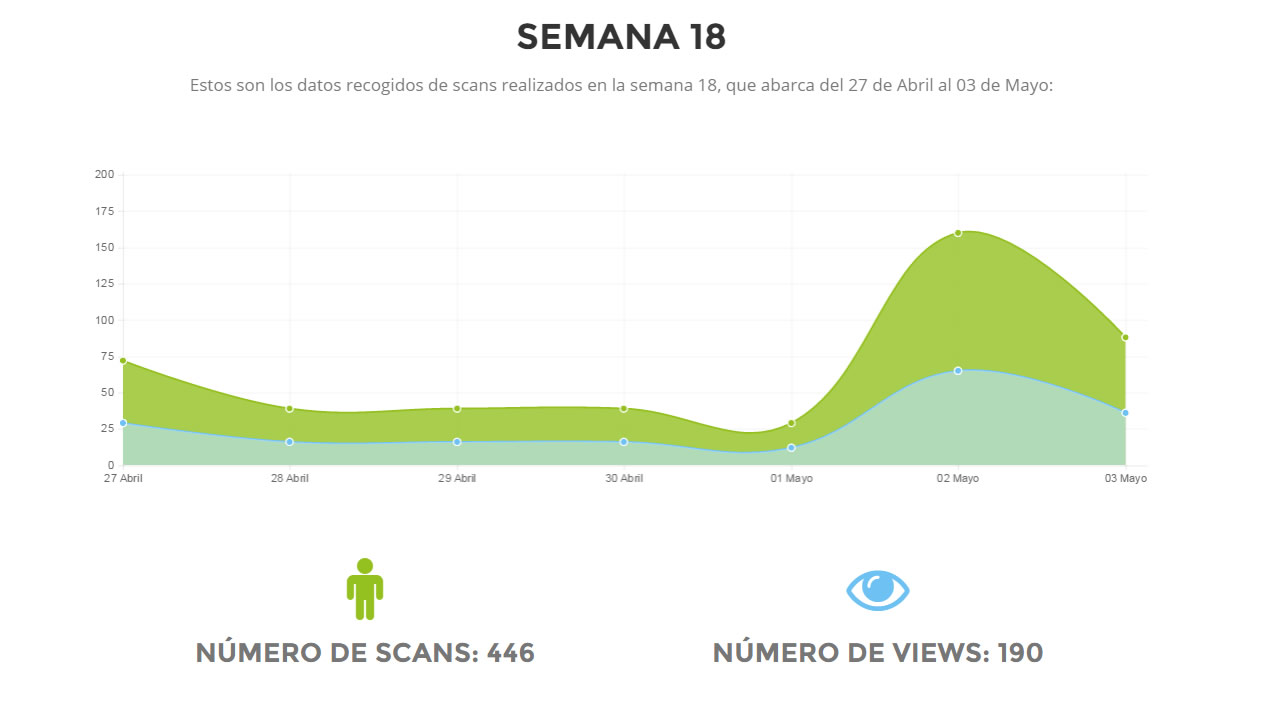 SEMANA 18
Estos son los datos recogidos de scans realizados en la semana 18, que abarca del 27 de Abril al 03 de Mayo:
200
175
150
125
100
75
50
25
0
27 Abril 28 Abril 29 Abril 30 Abril 01 Mayo 02 Mayo 03 Mayo
NÚMERO DE SCANS: 446 NÚMERO DE VIEWS: 190